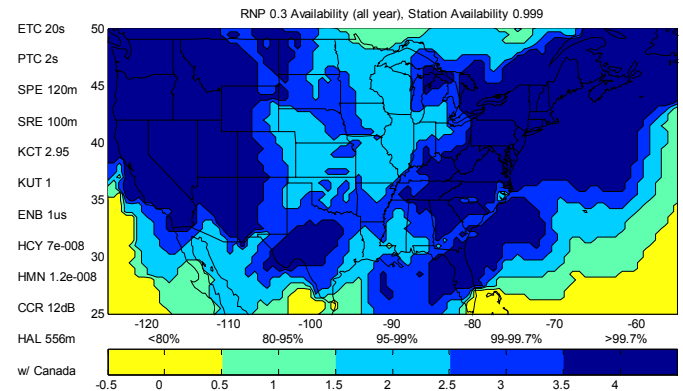 RNP 0.3 Availability (all year), Station Availability 0.999
ETC 20s
PTC 2s
SPE 120m
SRE 100m
KCT 2.95
KUT 1
ENB 1us
HCY 7e-008
HMN 1.2e-008
CCR 12dB
HAL 556m
w/ Canada
50
45
40
35
30
25
-120 -110 -100 -90 -80 -70 -60
<80% 80-95% 95-99% 99-99.7% >99.7%
-0.5 0 0.5 1 1.5 2 2.5 3 3.5 4